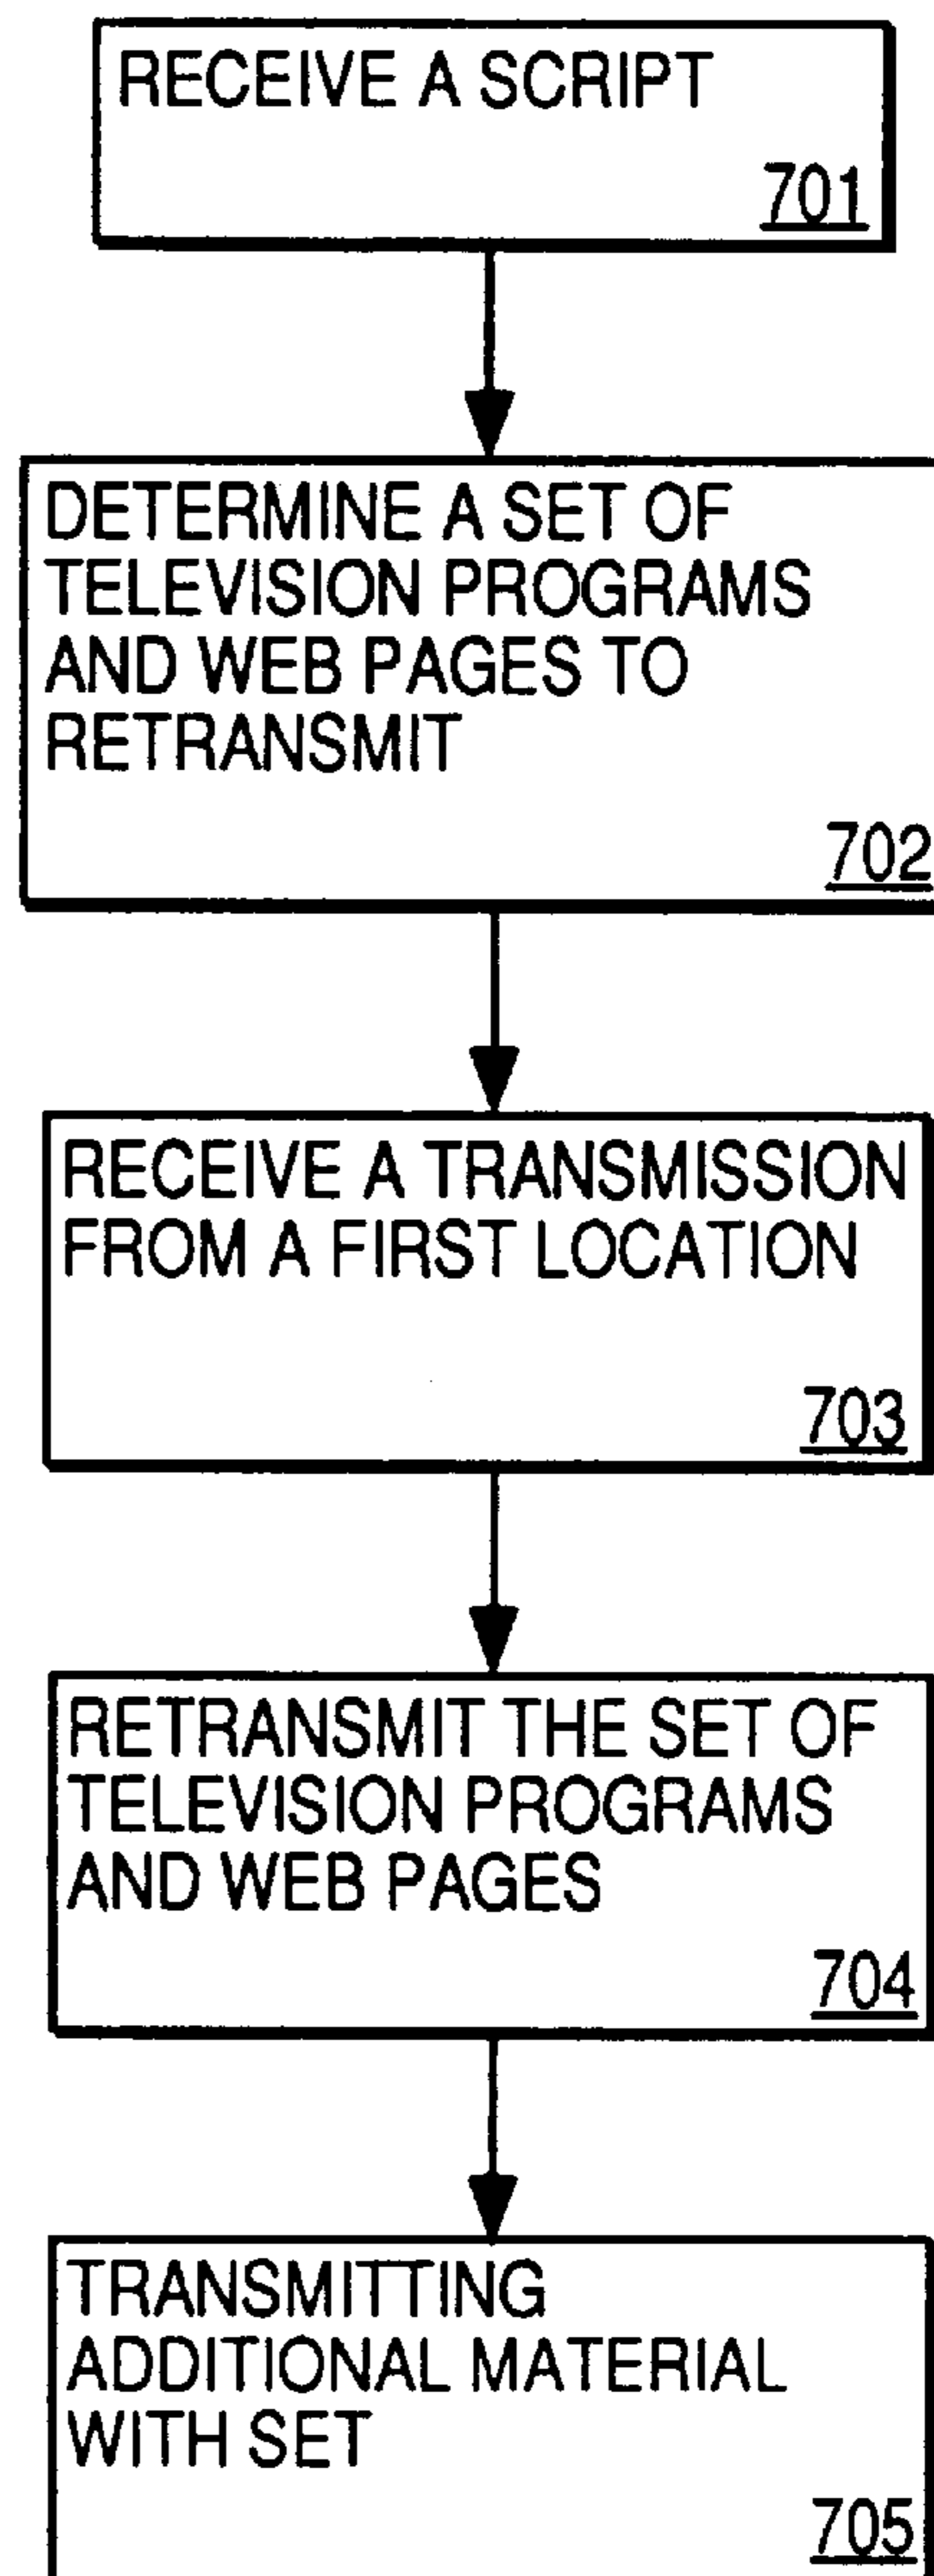 RECEIVE A SCRIPT
701
DETERMINE A SET OF
TELEVISION PROGRAMS
AND WEB PAGES TO
RETRANSMIT
702
RECEIVE A TRANSMISSION
FROM A FIRST LOCATION
703
RETRANSMIT THE SET OF
TELEVISION PROGRAMS
AND WEB PAGES
704
TRANSMITTING
ADDITIONAL MATERIAL
WITH SET
705